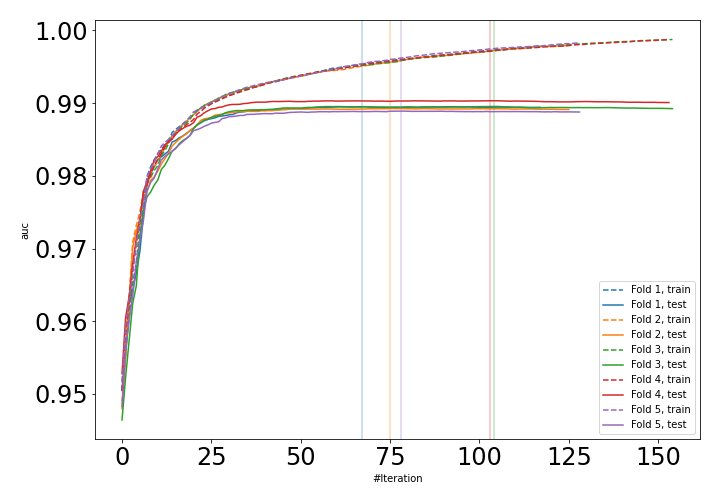 1.00
0.99
0.98
0.97
0.96
0.95
auc
0 25 50 75 100 125 150
#Iteration
Fold 1, train
Fold 1, test
Fold 2, train
Fold 2, test
Fold 3, train
Fold 3, test
Fold 4, train
Fold 4, test
Fold 5, train
Fold 5, test